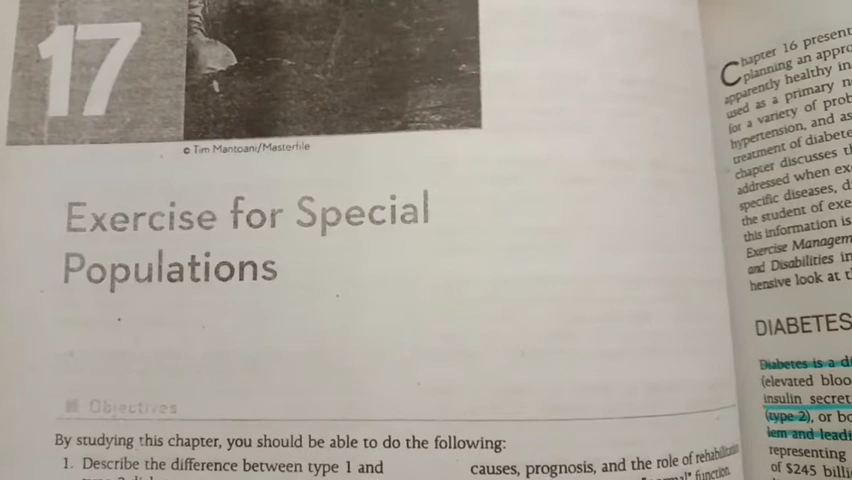 17
© Tim Mantoani/Masterfile
Exercise for Special
Populations
Objectives
By studying this chapter, you should be able to do the following:
1. Describe the difference between type 1 and
causes, prognosis, and the role of rehabilitation
function
Chapter 16 present
planning an appro
apparently healthy in
used as a primary n
for a variety of prob
hypertension, and as
treatment of diabete
chapter discusses th
addressed when exe
specific diseases, d
the student of exe
this information is
Exercise Managem
and Disabilities in
hensive look at t
DIABETES
Diabetes is a di
(elevated bloo
insulin secret
(type 2), or bo
lem and leadi
representing
of $245 billi